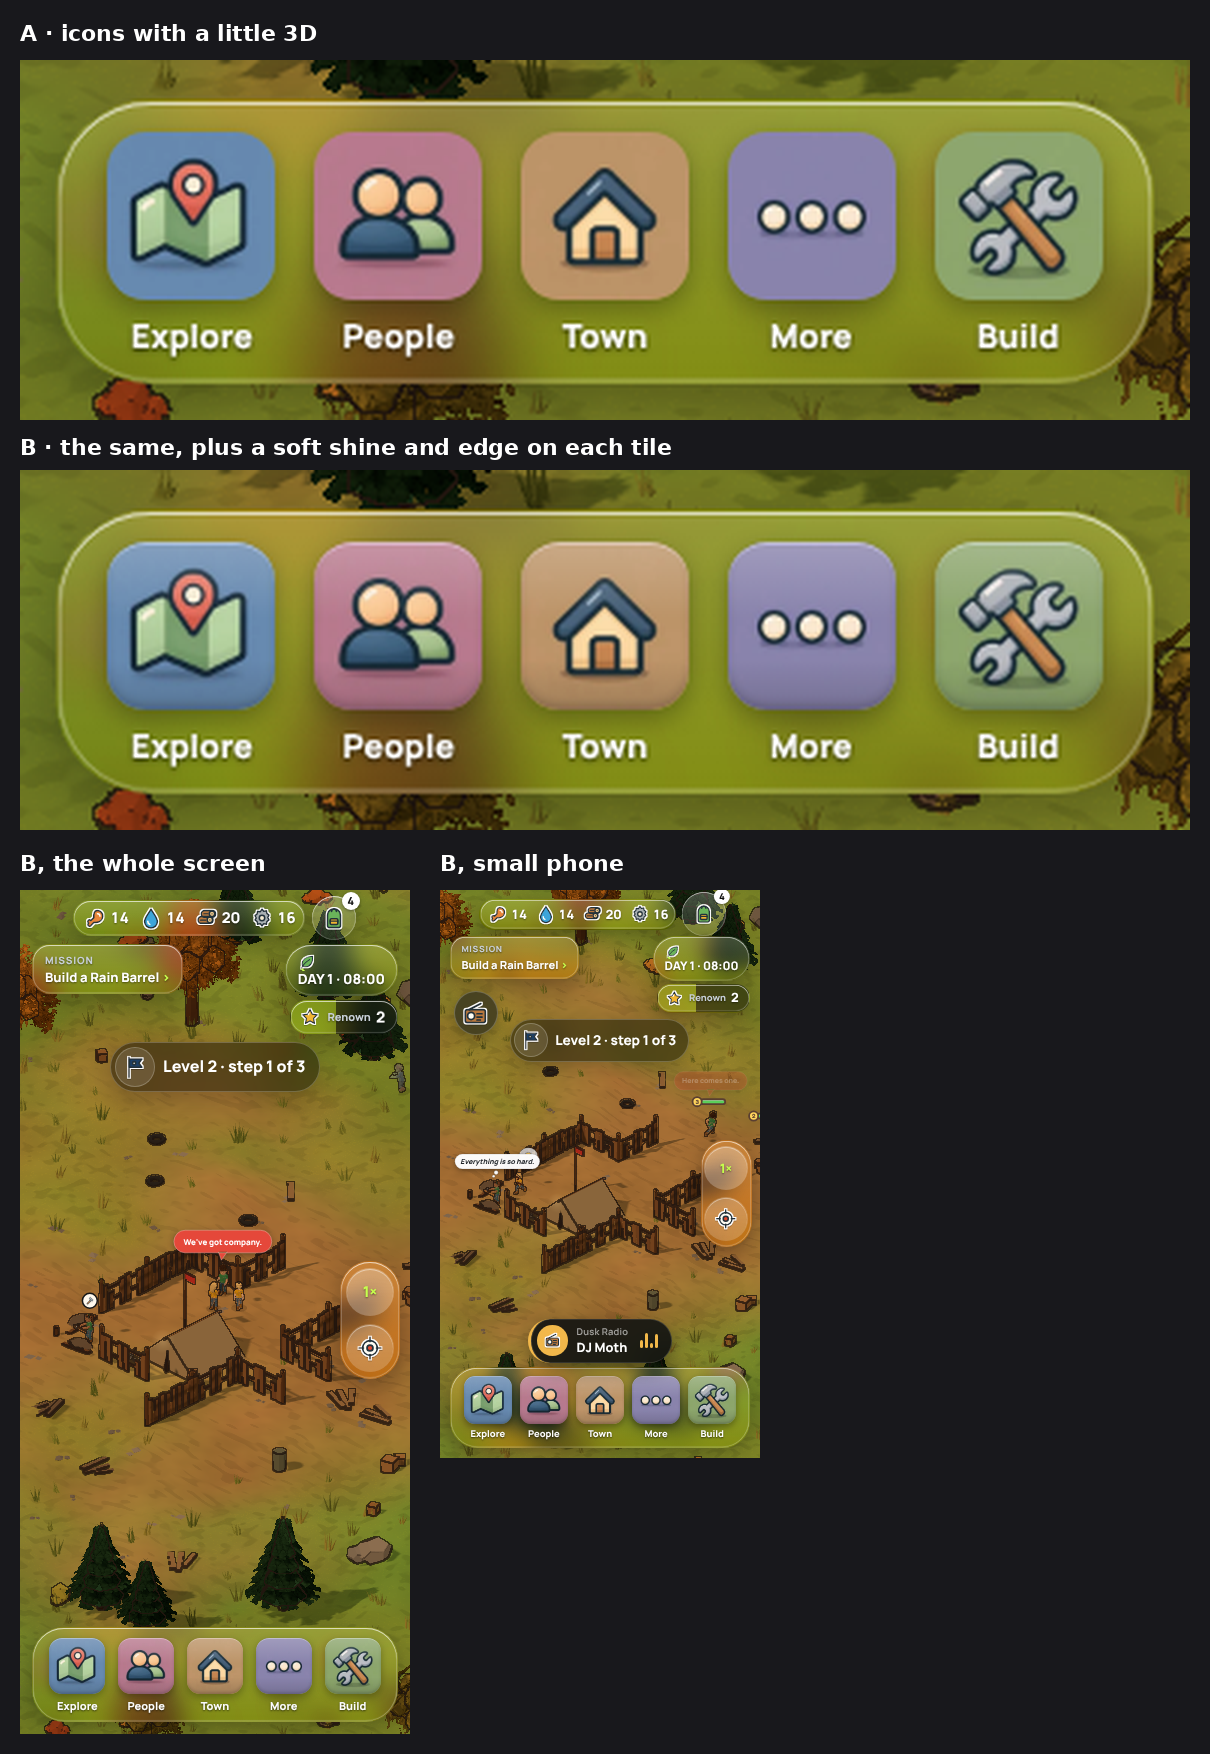 A · icons with a little 3D
Explore People Town More Build
B · the same, plus a soft shine and edge on each tile
Explore People Town More Build
B, the whole screen
14 14 20 16 4
MISSION
Build a Rain Barrel ›
DAY 1 · 08:00
Renown 2
Level 2 · step 1 of 3
We've got company.
1×
Explore People Town More Build
B, small phone
14 14 20 16 4
MISSION
Build a Rain Barrel ›
DAY 1 · 08:00
Renown 2
Level 2 · step 1 of 3
Here comes one.
Everything is so hard.
1×
Dusk Radio
DJ Moth
Explore People Town More Build